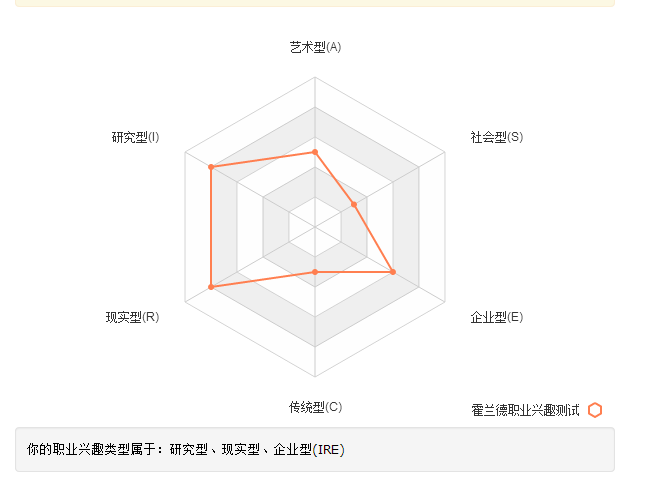 艺术型(A)
研究型(I)
社会型(S)
现实型(R)
企业型(E)
传统型(C)
霍兰德职业兴趣测试
你的职业兴趣类型属于：研究型、现实型、企业型(IRE)